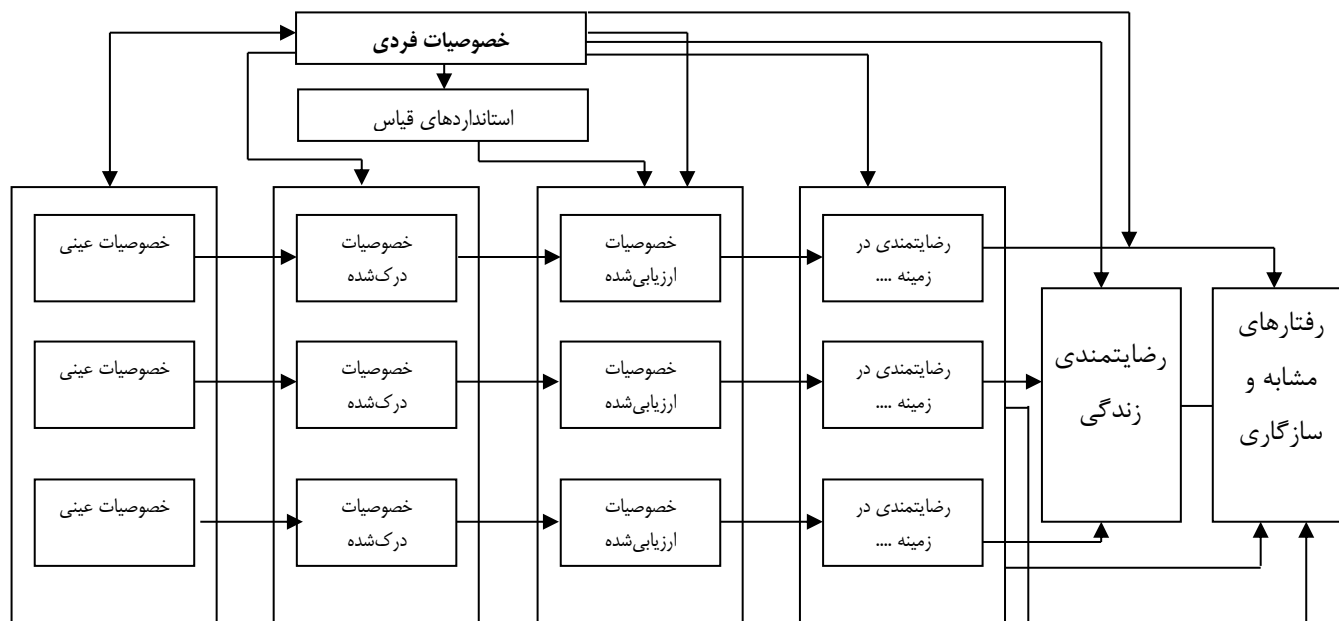 خصوصیات فردی
استانداردهای قیاس
خصوصیات عینی
خصوصیات
درک‌شده
خصوصیات
ارزیابی‌شده
رضایتمندی در
زمینه ....
خصوصیات عینی
خصوصیات
درک‌شده
خصوصیات
ارزیابی‌شده
رضایتمندی در
زمینه ....
خصوصیات عینی
خصوصیات
درک‌شده
خصوصیات
ارزیابی‌شده
رضایتمندی در
زمینه ....
رضایتمندی
زندگی
رفتارهای
مشابه و
سازگاری